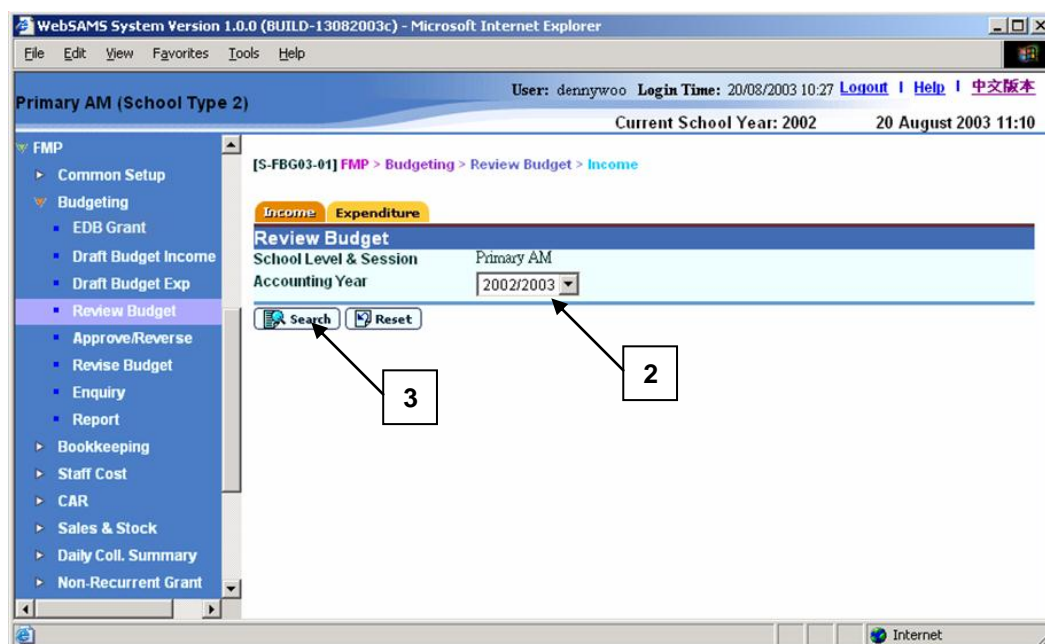 WebSAMS System Version 1.0.0 (BUILD-13082003c) - Microsoft Internet Explorer
File Edit View Favorites Tools Help
Primary AM (School Type 2)
User: dennywoo Login Time: 20/08/2003 10:27 Logout | Help | 中文版本
Current School Year: 2002 20 August 2003 11:10
FMP
Common Setup
Budgeting
EDB Grant
Draft Budget Income
Draft Budget Exp
Review Budget
Approve/Reverse
Revise Budget
Enquiry
Report
Bookkeeping
Staff Cost
CAR
Sales & Stock
Daily Coll. Summary
Non-Recurrent Grant
[S-FBG03-01] FMP > Budgeting > Review Budget > Income
Income Expenditure
Review Budget
School Level & Session Primary AM
Accounting Year 2002/2003
Search Reset
2
3
Internet